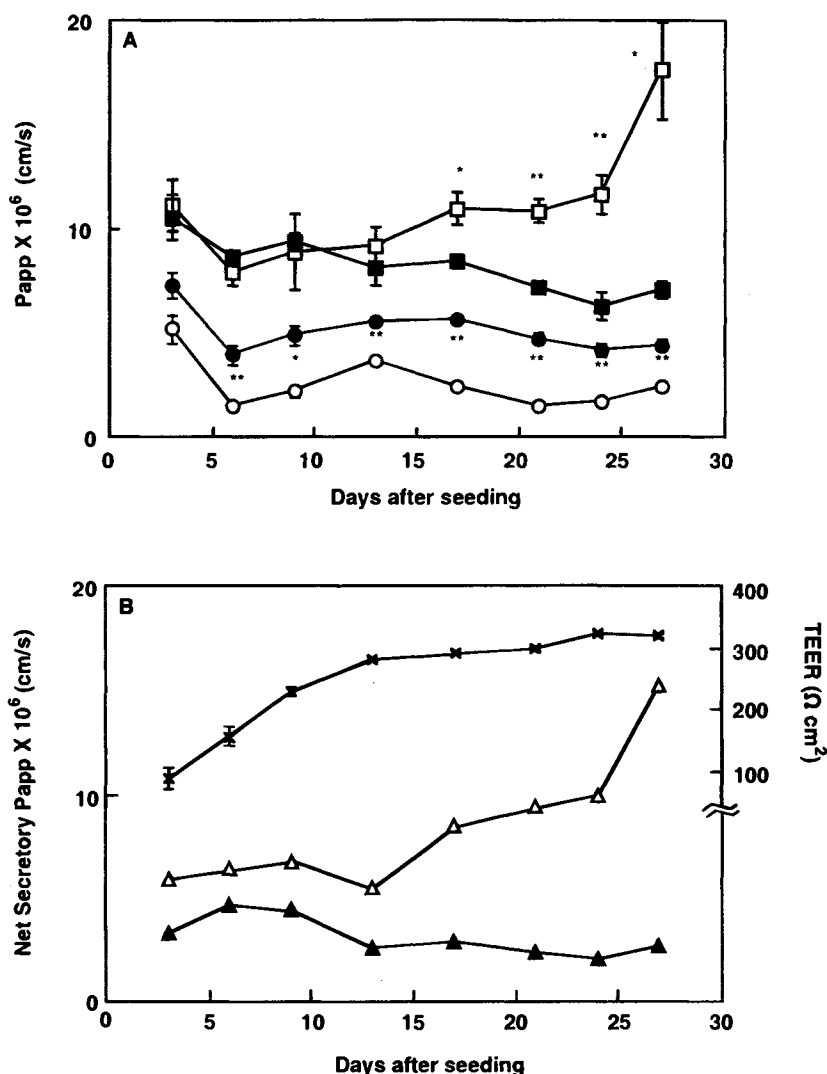 A
20
10
0
Papp X 10⁶ (cm/s)
*
**
**
*
**
*
**
**
**
**
**
0 5 10 15 20 25 30
Days after seeding
B
20
10
0
Net Secretory Papp X 10⁶ (cm/s)
400
300
200
100
TEER (Ω cm²)
0 5 10 15 20 25 30
Days after seeding